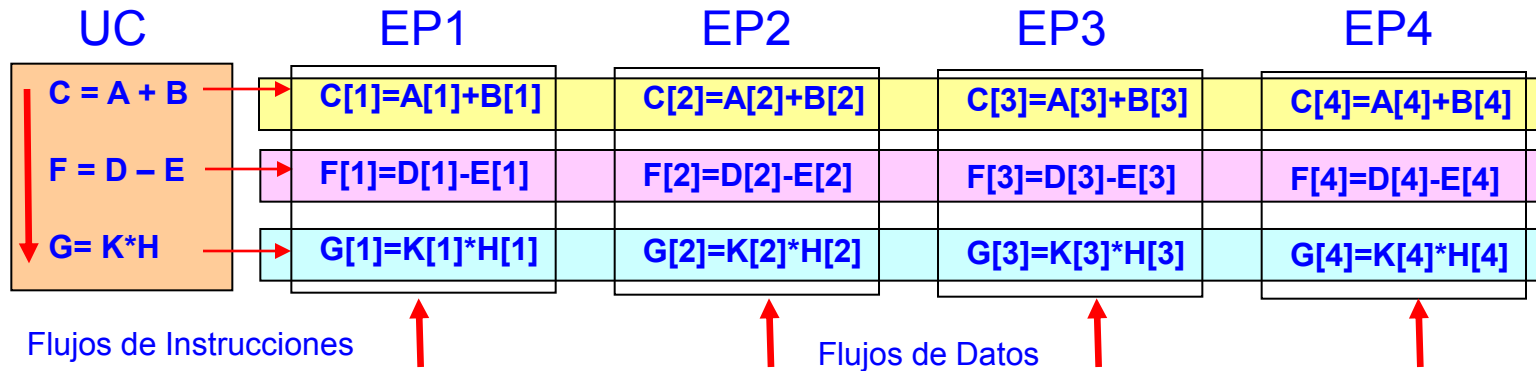 UC EP1 EP2 EP3 EP4
C = A + B C[1]=A[1]+B[1] C[2]=A[2]+B[2] C[3]=A[3]+B[3] C[4]=A[4]+B[4]
F = D – E F[1]=D[1]-E[1] F[2]=D[2]-E[2] F[3]=D[3]-E[3] F[4]=D[4]-E[4]
G= K*H G[1]=K[1]*H[1] G[2]=K[2]*H[2] G[3]=K[3]*H[3] G[4]=K[4]*H[4]
Flujos de Instrucciones Flujos de Datos